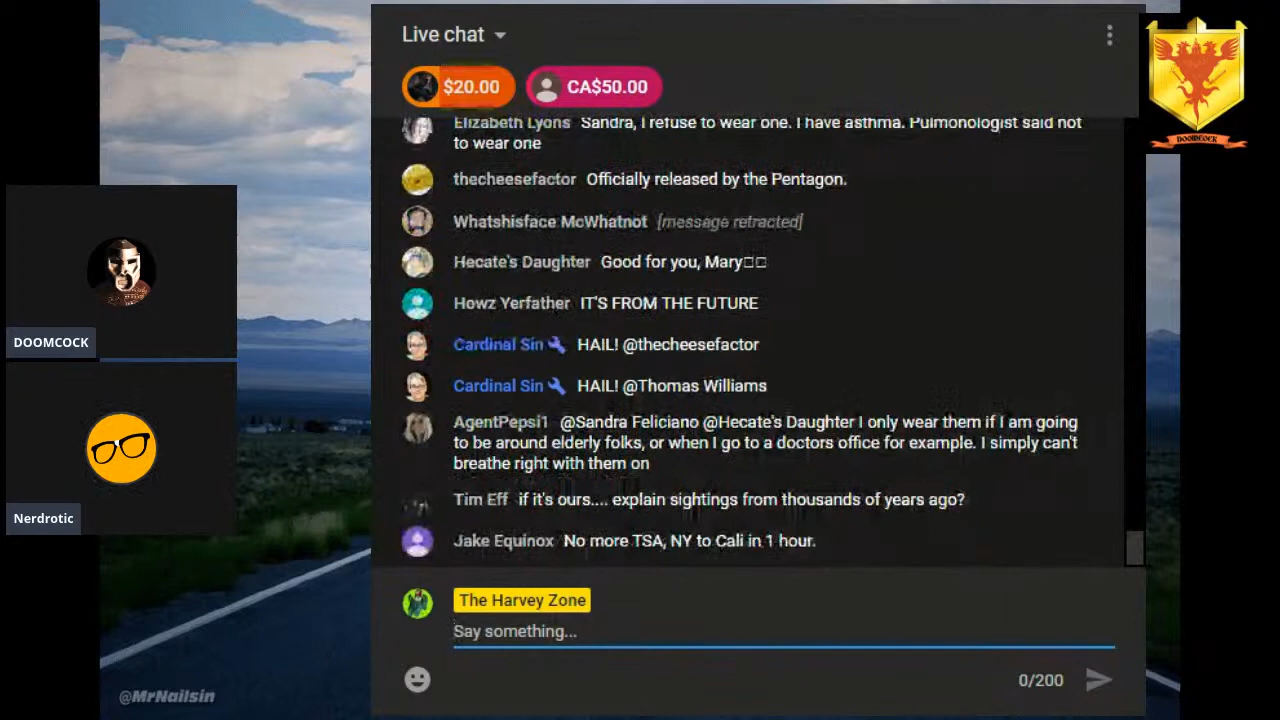 Live chat
$20.00 CA$50.00
Elizabeth Lyons Sandra, I refuse to wear one. I have asthma. Pulmonologist said not
to wear one
thecheesefactor Officially released by the Pentagon.
Whatshisface McWhatnot [message retracted]
Hecate's Daughter Good for you, Mary□□
Howz Yerfather IT'S FROM THE FUTURE
Cardinal Sin HAIL! @thecheesefactor
Cardinal Sin HAIL! @Thomas Williams
AgentPepsi1 @Sandra Feliciano @Hecate's Daughter I only wear them if I am going
to be around elderly folks, or when I go to a doctors office for example. I simply can't
breathe right with them on
Tim Eff if it's ours.... explain sightings from thousands of years ago?
Jake Equinox No more TSA, NY to Cali in 1 hour.
The Harvey Zone
Say something...
0/200
DOOMCOCK
Nerdrotic
DOOMCOCK
@MrNailsin